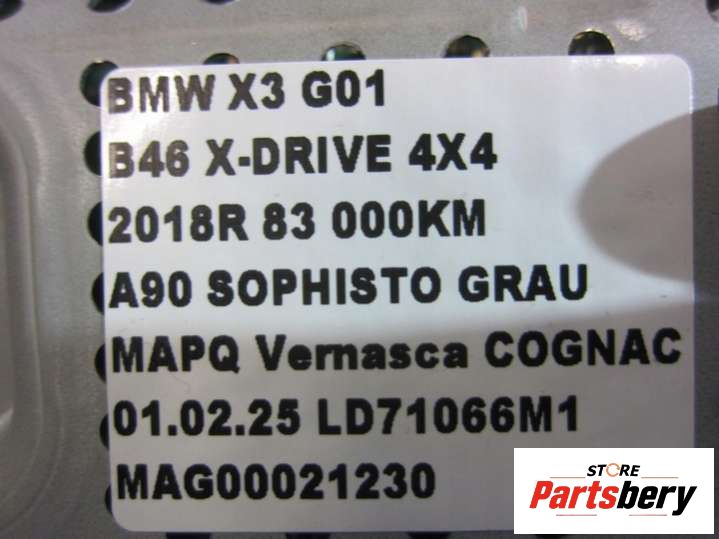 BMW X3 G01
B46 X-DRIVE 4X4
2018R 83 000KM
A90 SOPHISTO GRAU
MAPQ Vernasca COGNAC
01.02.25 LD71066M1
MAG00021230
STORE
Partsbery